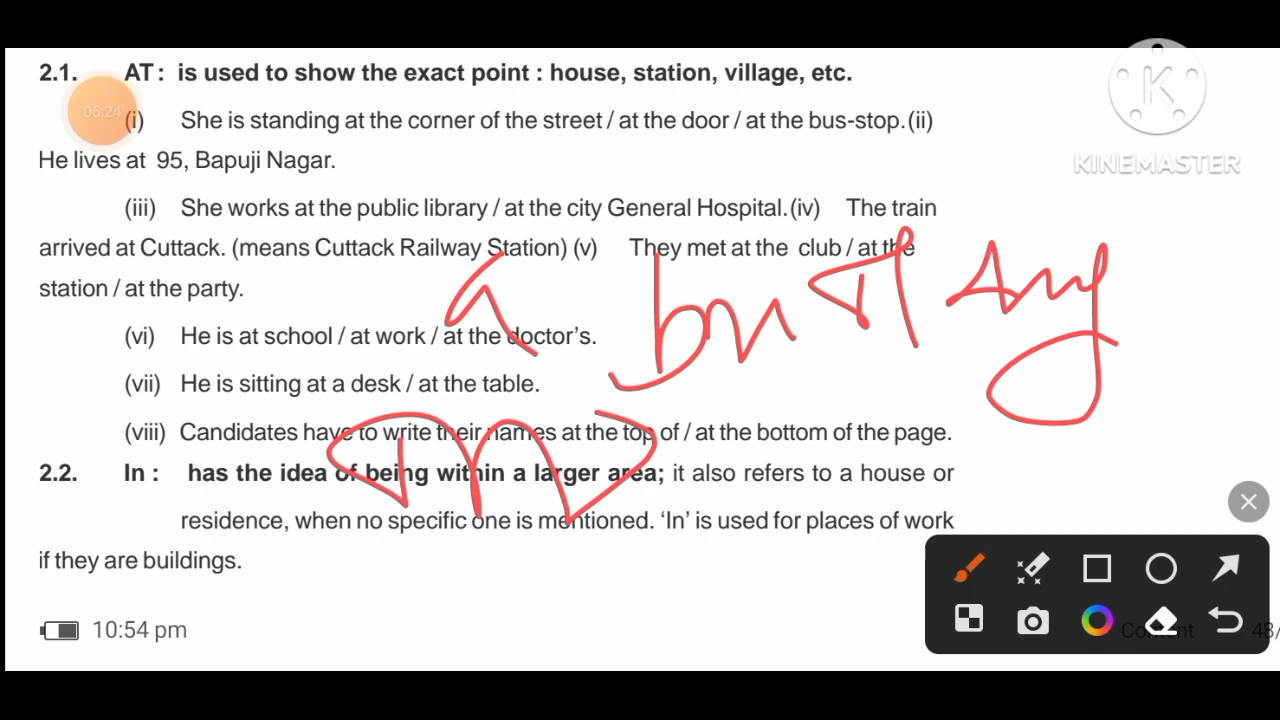 2.1. AT : is used to show the exact point : house, station, village, etc.
05:24
(i) She is standing at the corner of the street / at the door / at the bus-stop.(ii)
He lives at 95, Bapuji Nagar.
(iii) She works at the public library / at the city General Hospital.(iv) The train
arrived at Cuttack. (means Cuttack Railway Station) (v) They met at the club / at the
station / at the party.
(vi) He is at school / at work / at the doctor's.
(vii) He is sitting at a desk / at the table.
(viii) Candidates have to write their names at the top of / at the bottom of the page.
2.2. In : has the idea of being within a larger area; it also refers to a house or
residence, when no specific one is mentioned. 'In' is used for places of work
if they are buildings.
10:54 pm
Content 48/
K
KINEMASTER